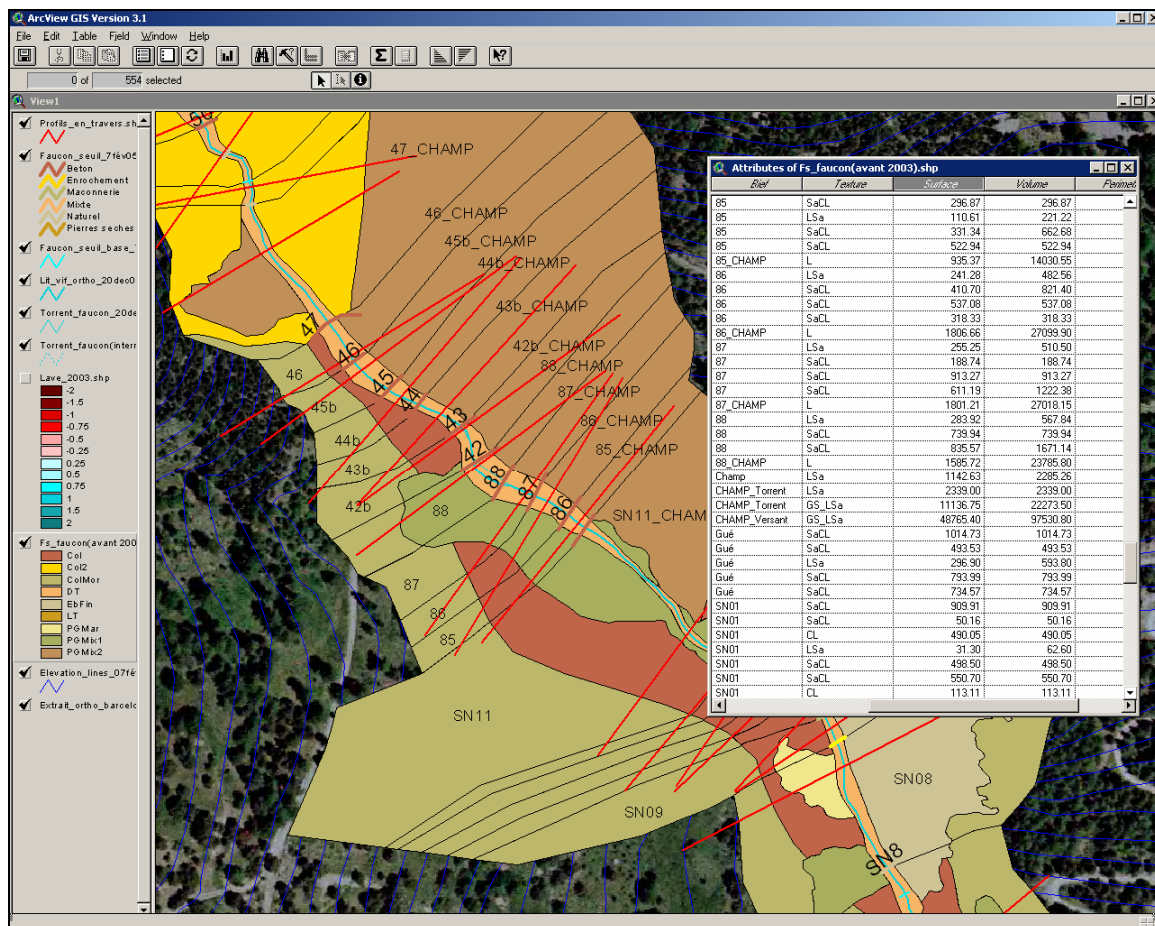 ArcView GIS Version 3.1
File Edit Table Field Window Help
0 of 554 selected
View1
Profils_en_travers.sh
Faucon_seuil_7fév05
Beton
Enrochement
Maconnerie
Mixte
Naturel
Pierres seches
Faucon_seuil_base_
Lit_vif_ortho_20dec0
Torrent_faucon_20de
Torrent_faucon(inter
Lave_2003.shp
-2
-1.5
-1
-0.75
-0.5
-0.25
0.25
0.5
0.75
1
1.5
2
Fs_faucon(avant 200
Col
Col2
ColMor
DT
EbFin
LT
PGMar
PGMix1
PGMix2
Elevation_lines_07fé
Extrait_ortho_barcelo
50
47_CHAMP
46_CHAMP
45b_CHAMP
44b_CHAMP
43b_CHAMP
42b_CHAMP
88_CHAMP
87_CHAMP
86_CHAMP
85_CHAMP
SN11_CHAM
47
46
45
44
43
42
88
87
86
46
45b
44b
43b
42b
88
87
86
85
SN11
SN09
SN08
SN8
Attributes of Fs_faucon(avant 2003).shp
Bief Texture Surface Volume Perimet
85 SaCL 296.87 296.87
85 LSa 110.61 221.22
85 SaCL 331.34 662.68
85 SaCL 522.94 522.94
85_CHAMP L 935.37 14030.55
86 LSa 241.28 482.56
86 SaCL 410.70 821.40
86 SaCL 537.08 537.08
86 SaCL 318.33 318.33
86_CHAMP L 1806.66 27099.90
87 LSa 255.25 510.50
87 SaCL 188.74 188.74
87 SaCL 913.27 913.27
87 SaCL 611.19 1222.38
87_CHAMP L 1801.21 27018.15
88 LSa 283.92 567.84
88 SaCL 739.94 739.94
88 SaCL 835.57 1671.14
88_CHAMP L 1585.72 23785.80
Champ LSa 1142.63 2285.26
CHAMP_Torrent LSa 2339.00 2339.00
CHAMP_Torrent GS_LSa 11136.75 22273.50
CHAMP_Versant GS_LSa 48765.40 97530.80
Gué SaCL 1014.73 1014.73
Gué SaCL 493.53 493.53
Gué LSa 296.90 593.80
Gué SaCL 793.99 793.99
Gué SaCL 734.57 734.57
SN01 SaCL 909.91 909.91
SN01 SaCL 50.16 50.16
SN01 CL 490.05 490.05
SN01 LSa 31.30 62.60
SN01 SaCL 498.50 498.50
SN01 SaCL 550.70 550.70
SN01 CL 113.11 113.11